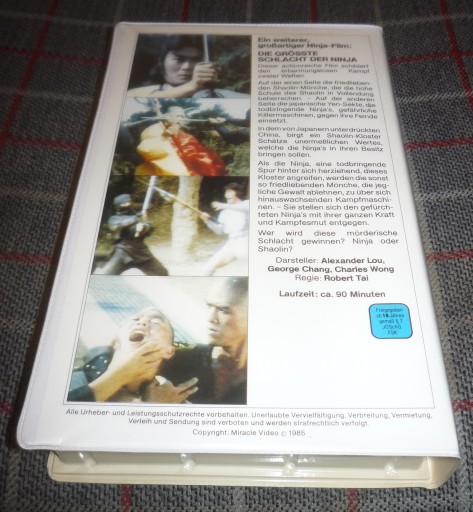 Ein weiterer,
großartiger Ninja-Film:
DIE GRÖSSTE
SCHLACHT DER NINJA
Dieser actionreiche Film schildert
den erbarmungslosen Kampf
zweier Welten.
Auf der einen Seite die friedlieben-
den Shaolin-Mönche, die die hohe
Schule des Shaolin in Vollendung
beherrschen. – Auf der anderen
Seite die japanische Yen-Sekte, die
todbringende Ninja's, gefährliche
Killermaschinen, gegen ihre Feinde
einsetzt.
In dem von Japanern unterdrückten
China, birgt ein Shaolin-Kloster
Schätze unermeßlichen Wertes,
welche die Ninja's in ihren Besitz
bringen sollen.
Als die Ninja, eine todbringende
Spur hinter sich herziehend, dieses
Kloster angreifen, werden die sonst
so friedliebenden Mönche, die jeg-
liche Gewalt ablehnen, zu über sich
hinauswachsenden Kampfmaschi-
nen. – Sie stellen sich den gefürch-
teten Ninja's mit ihrer ganzen Kraft
und Kampfesmut entgegen.
Wer wird diese mörderische
Schlacht gewinnen? Ninja oder
Shaolin?
Darsteller: Alexander Lou,
George Chang, Charles Wong
Regie: Robert Tai
Laufzeit: ca. 90 Minuten
Freigegeben
ab 18 Jahren
gemäß § 7
JÖSchG
FSK
Alle Urheber- und Leistungsschutzrechte vorbehalten. Unerlaubte Vervielfältigung, Verbreitung, Vermietung,
Verleih und Sendung sind verboten und werden strafrechtlich verfolgt.
Copyright: Miracle Video © 1985